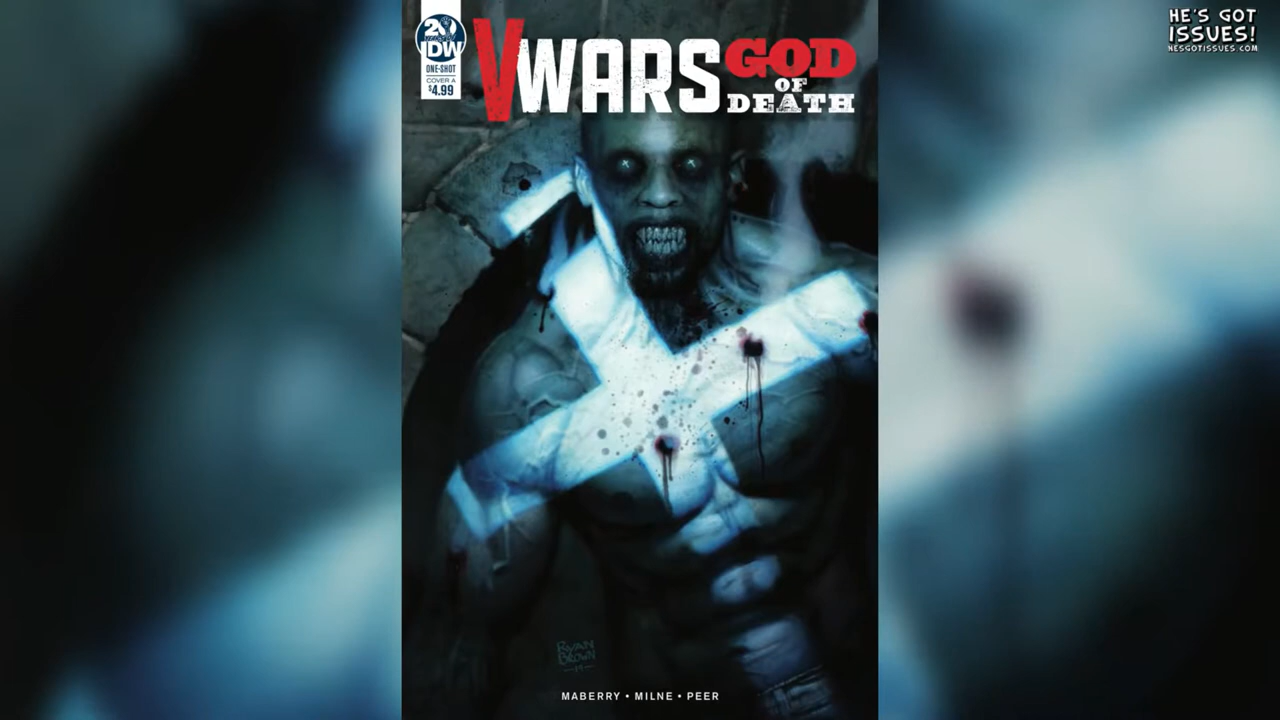 20
IDW
ONE-SHOT
COVER A
$4.99
VWARS
GOD
OF
DEATH
HE'S GOT
ISSUES!
HESGOTISSUES.COM
RYAN
BROWN
MABERRY • MILNE • PEER